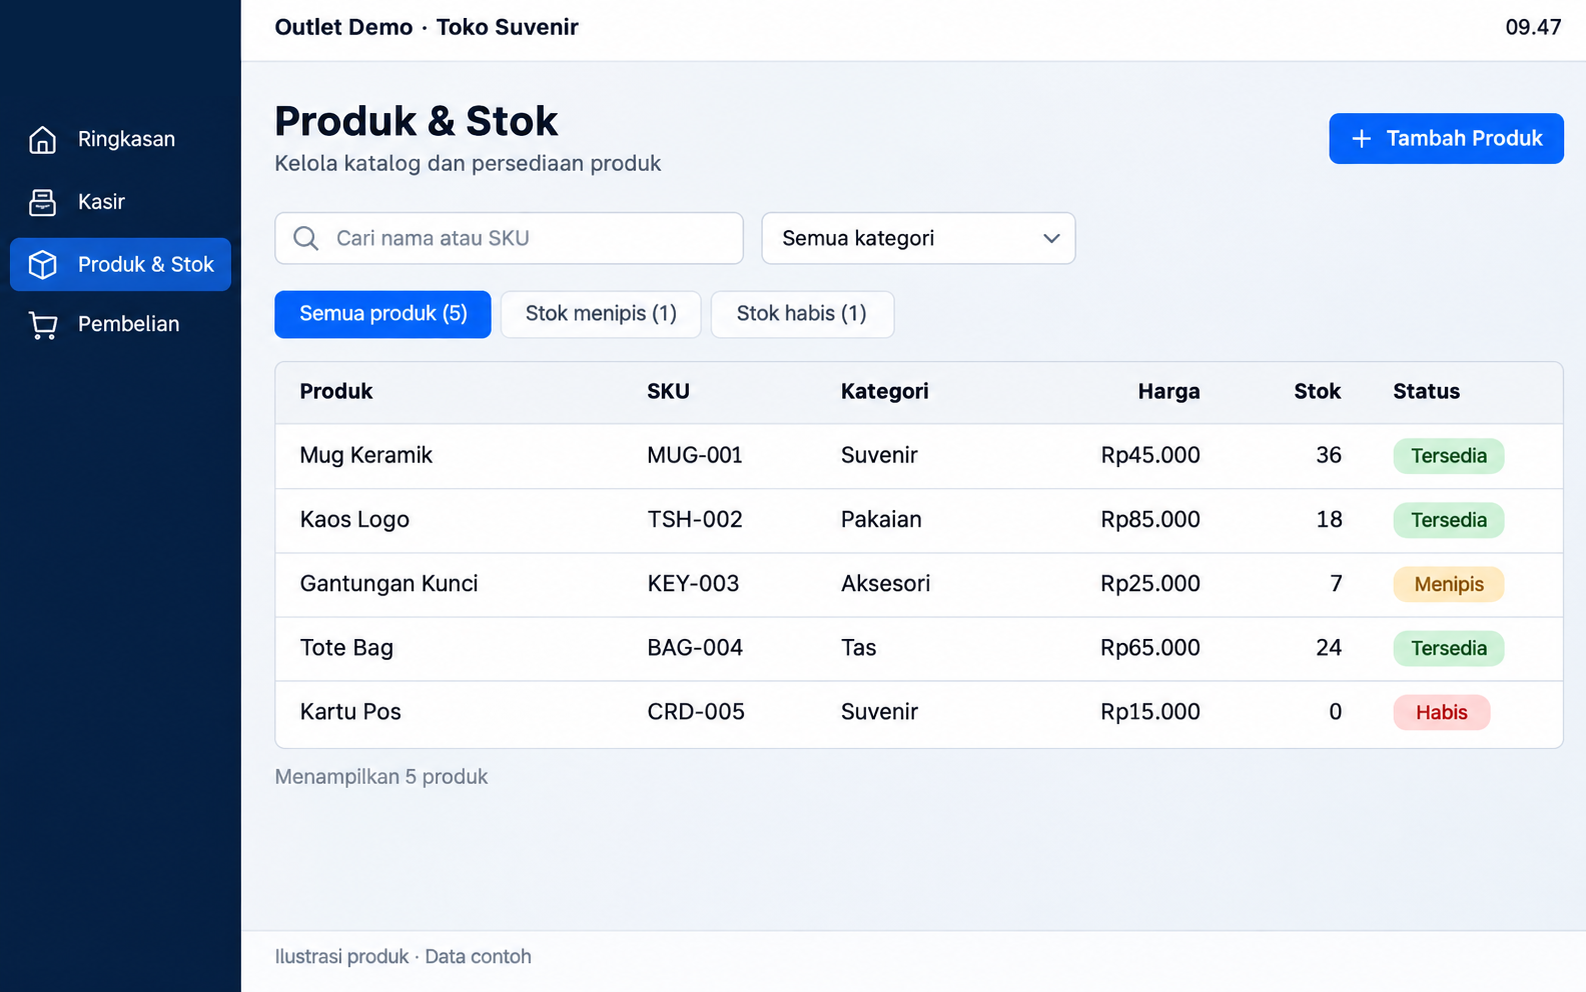 Outlet Demo · Toko Suvenir
09.47
Ringkasan
Kasir
Produk & Stok
Pembelian
Produk & Stok
Kelola katalog dan persediaan produk
+ Tambah Produk
Cari nama atau SKU
Semua kategori
Semua produk (5)
Stok menipis (1)
Stok habis (1)
Produk SKU Kategori Harga Stok Status
Mug Keramik MUG-001 Suvenir Rp45.000 36 Tersedia
Kaos Logo TSH-002 Pakaian Rp85.000 18 Tersedia
Gantungan Kunci KEY-003 Aksesori Rp25.000 7 Menipis
Tote Bag BAG-004 Tas Rp65.000 24 Tersedia
Kartu Pos CRD-005 Suvenir Rp15.000 0 Habis
Menampilkan 5 produk
Ilustrasi produk · Data contoh